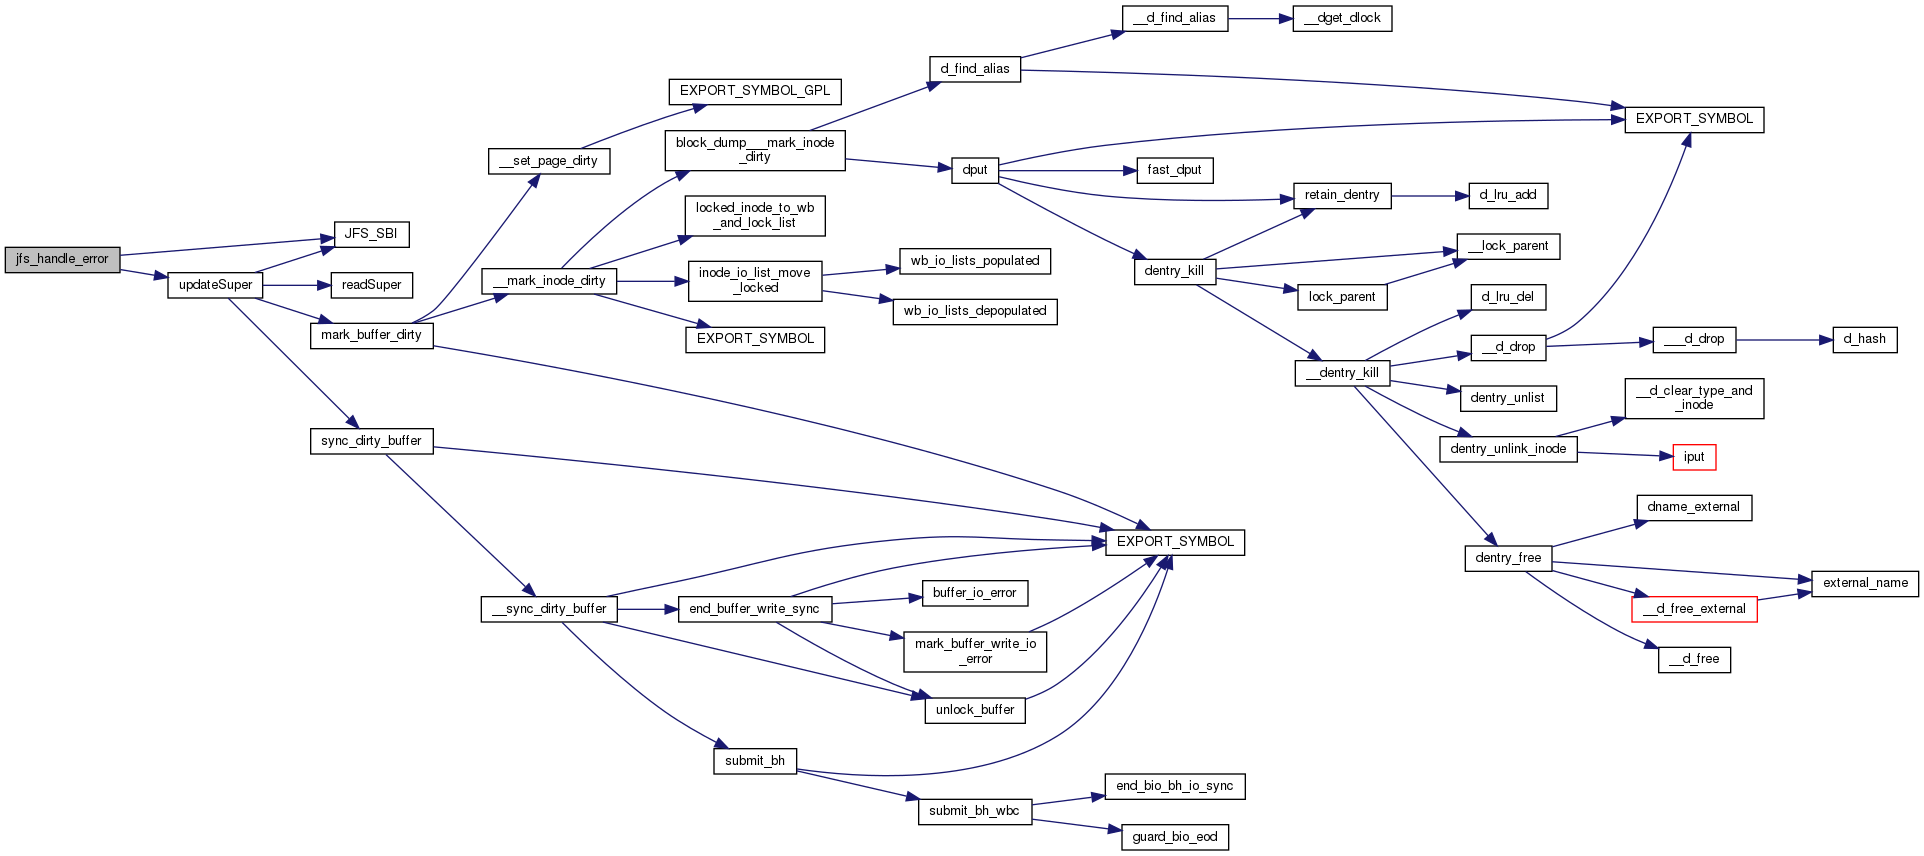 jfs_handle_error
JFS_SBI
updateSuper
readSuper
mark_buffer_dirty
sync_dirty_buffer
__set_page_dirty
__mark_inode_dirty
__sync_dirty_buffer
EXPORT_SYMBOL_GPL
block_dump___mark_inode
_dirty
locked_inode_to_wb
_and_lock_list
inode_io_list_move
_locked
EXPORT_SYMBOL
end_buffer_write_sync
submit_bh
d_find_alias
dput
wb_io_lists_populated
wb_io_lists_depopulated
buffer_io_error
mark_buffer_write_io
_error
unlock_buffer
submit_bh_wbc
__d_find_alias
fast_dput
dentry_kill
EXPORT_SYMBOL
end_bio_bh_io_sync
guard_bio_eod
__dget_dlock
retain_dentry
lock_parent
__dentry_kill
d_lru_add
__lock_parent
d_lru_del
__d_drop
dentry_unlist
dentry_unlink_inode
dentry_free
EXPORT_SYMBOL
___d_drop
__d_clear_type_and
_inode
iput
dname_external
__d_free_external
__d_free
d_hash
external_name